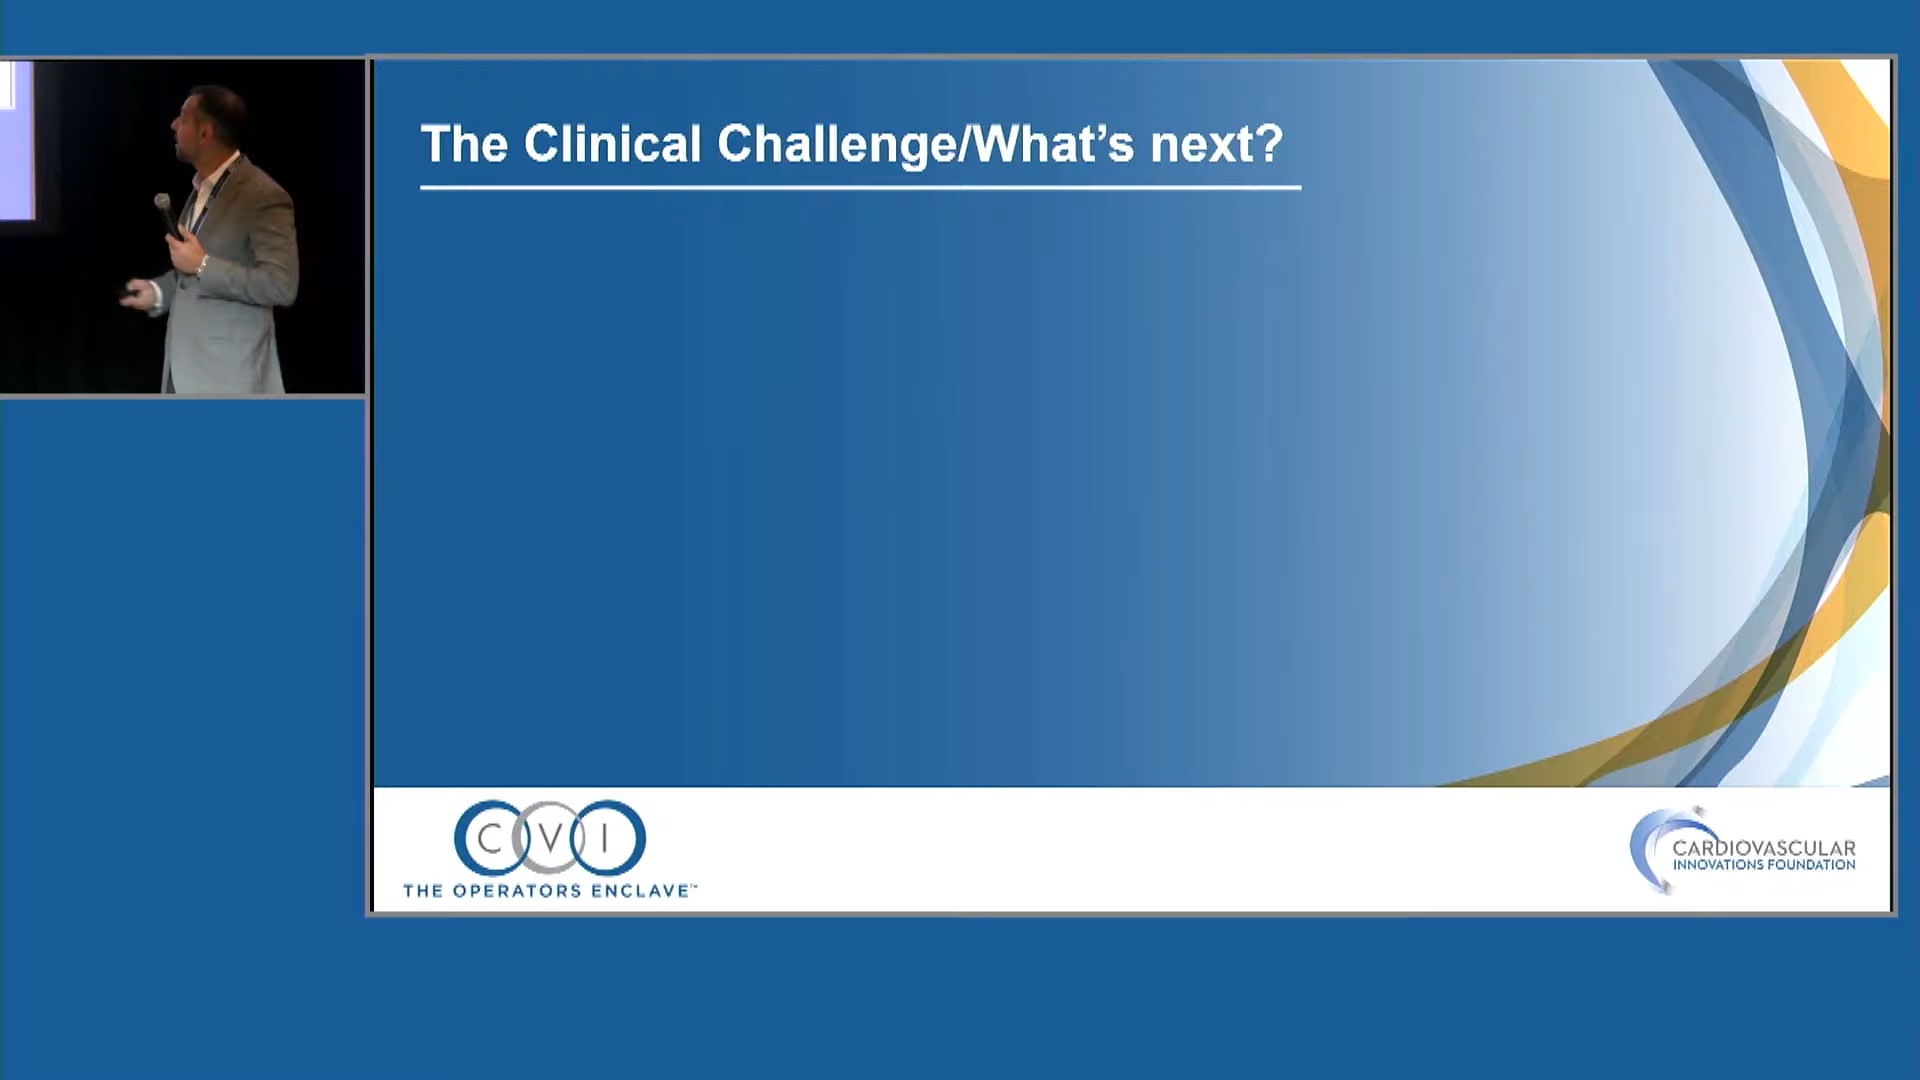 The Clinical Challenge/What's next?
CVI
THE OPERATORS ENCLAVE™
CARDIOVASCULAR
INNOVATIONS FOUNDATION